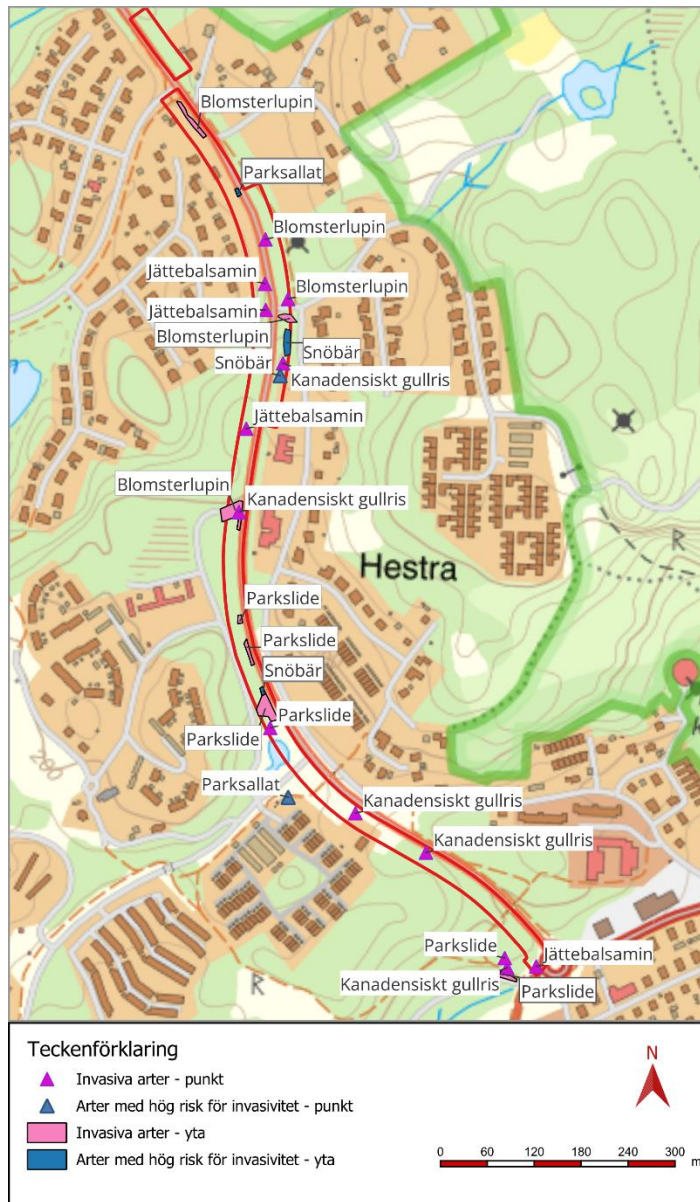 Blomsterlupin
Parksallat
Blomsterlupin
Jättebalsamin
Blomsterlupin
Jättebalsamin
Blomsterlupin
Snöbär
Snöbär
Kanadensiskt gullris
Jättebalsamin
Blomsterlupin
Kanadensiskt gullris
R
Hestra
Parkslide
Parkslide
Snöbär
Parkslide
Parkslide
200
Parksallat
Kanadensiskt gullris
Kanadensiskt gullris
Parkslide
Jättebalsamin
Kanadensiskt gullris
Parkslide
R
Teckenförklaring
Invasiva arter - punkt
Arter med hög risk för invasivitet - punkt
Invasiva arter - yta
Arter med hög risk för invasivitet - yta
N
0 60 120 180 240 300
m